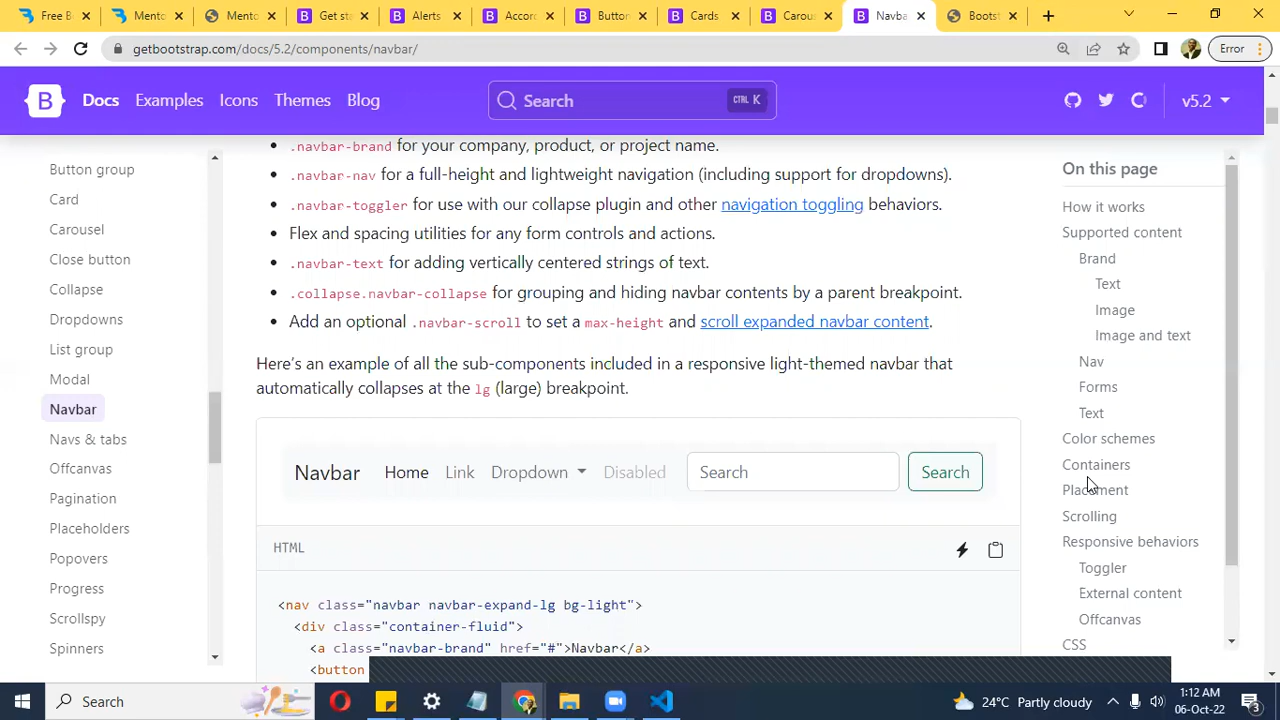 Free B
Mento
Mento
Get sta
Alerts
Accor
Button
Cards
Carou
Navba
Boots
getbootstrap.com/docs/5.2/components/navbar/
Error
B
Docs
Examples
Icons
Themes
Blog
Search
CTRL K
v5.2
Button group
Card
Carousel
Close button
Collapse
Dropdowns
List group
Modal
Navbar
Navs & tabs
Offcanvas
Pagination
Placeholders
Popovers
Progress
Scrollspy
Spinners
.navbar-brand for your company, product, or project name.
.navbar-nav for a full-height and lightweight navigation (including support for dropdowns).
.navbar-toggler for use with our collapse plugin and other navigation toggling behaviors.
Flex and spacing utilities for any form controls and actions.
.navbar-text for adding vertically centered strings of text.
.collapse.navbar-collapse for grouping and hiding navbar contents by a parent breakpoint.
Add an optional .navbar-scroll to set a max-height and scroll expanded navbar content.
Here's an example of all the sub-components included in a responsive light-themed navbar that
automatically collapses at the lg (large) breakpoint.
Navbar
Home
Link
Dropdown
Disabled
Search
Search
HTML
<nav class="navbar navbar-expand-lg bg-light">
<div class="container-fluid">
<a class="navbar-brand" href="#">Navbar</a>
<button
On this page
How it works
Supported content
Brand
Text
Image
Image and text
Nav
Forms
Text
Color schemes
Containers
Placement
Scrolling
Responsive behaviors
Toggler
External content
Offcanvas
CSS
Search
24°C Partly cloudy
1:12 AM
06-Oct-22
3